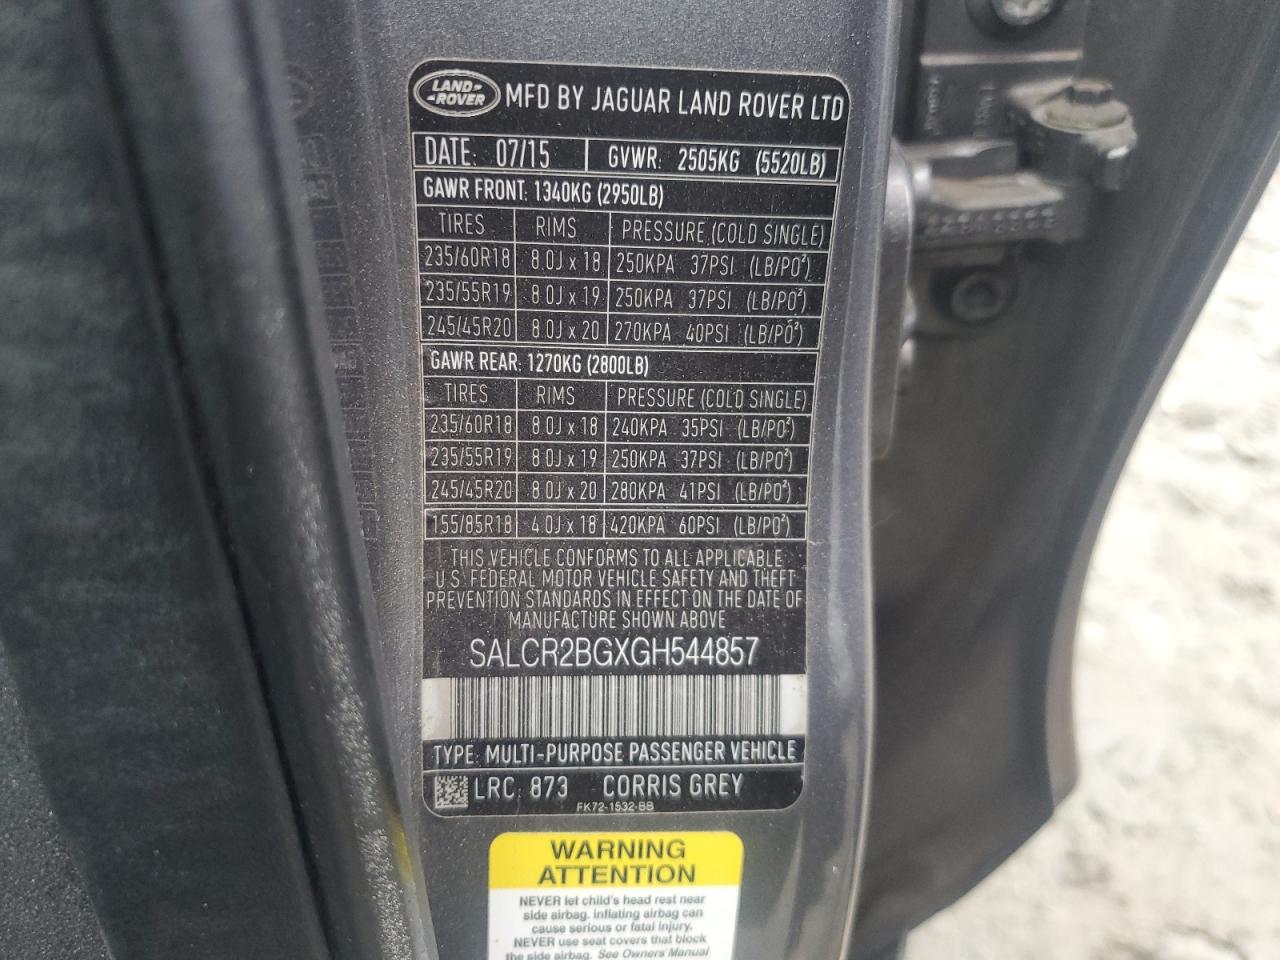 LAND-ROVER MFD BY JAGUAR LAND ROVER LTD
DATE: 07/15 GVWR: 2505KG (5520LB)
GAWR FRONT: 1340KG (2950LB)
TIRES RIMS PRESSURE (COLD SINGLE)
235/60R18 8.0J x 18 250KPA 37PSI (LB/PO²)
235/55R19 8.0J x 19 250KPA 37PSI (LB/PO²)
245/45R20 8.0J x 20 270KPA 40PSI (LB/PO²)
GAWR REAR: 1270KG (2800LB)
TIRES RIMS PRESSURE (COLD SINGLE)
235/60R18 8.0J x 18 240KPA 35PSI (LB/PO²)
235/55R19 8.0J x 19 250KPA 37PSI (LB/PO²)
245/45R20 8.0J x 20 280KPA 41PSI (LB/PO²)
155/85R18 4.0J x 18 420KPA 60PSI (LB/PO²)
THIS VEHICLE CONFORMS TO ALL APPLICABLE
U.S. FEDERAL MOTOR VEHICLE SAFETY AND THEFT
PREVENTION STANDARDS IN EFFECT ON THE DATE OF
MANUFACTURE SHOWN ABOVE
SALCR2BGXGH544857
TYPE: MULTI-PURPOSE PASSENGER VEHICLE
LRC: 873 CORRIS GREY
FK72-1532-BB
WARNING
ATTENTION
NEVER let child's head rest near
side airbag. inflating airbag can
cause serious or fatal injury.
NEVER use seat covers that block
the side airbag. See Owners Manual